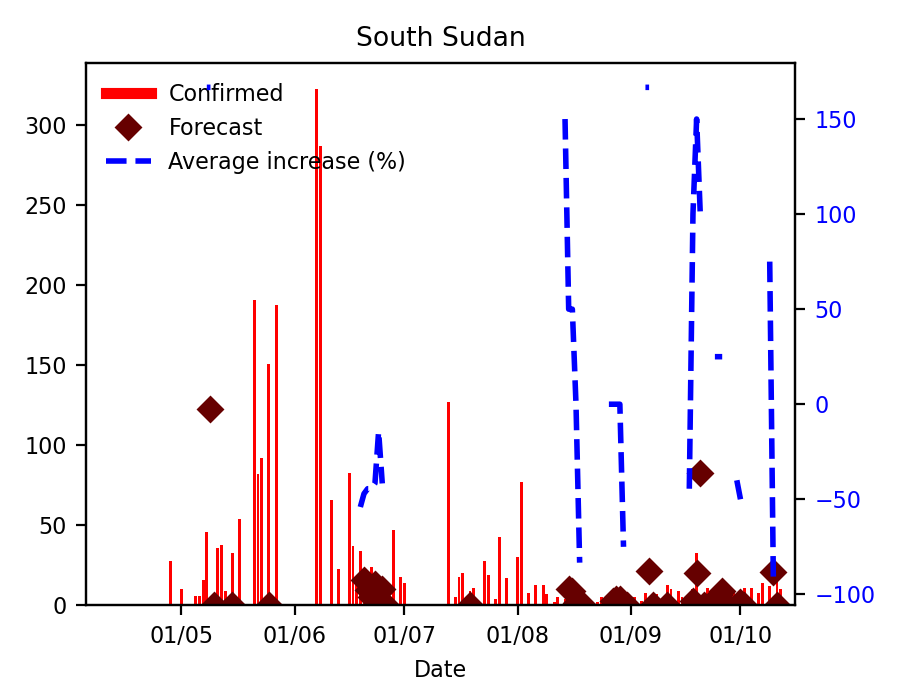 South Sudan
Confirmed
Forecast
Average increase (%)
300
250
200
150
100
50
0
150
100
50
0
−50
−100
01/05 01/06 01/07 01/08 01/09 01/10
Date